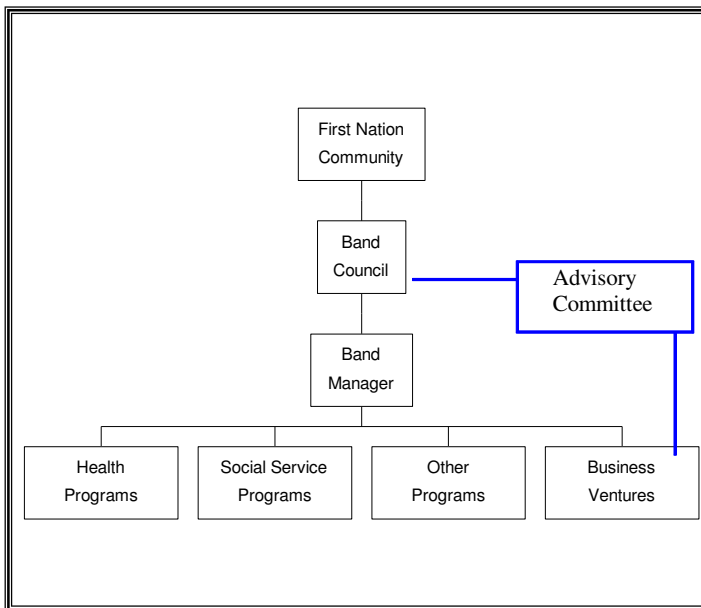 First Nation
Community
Band
Council
Advisory
Committee
Band
Manager
Health
Programs
Social Service
Programs
Other
Programs
Business
Ventures